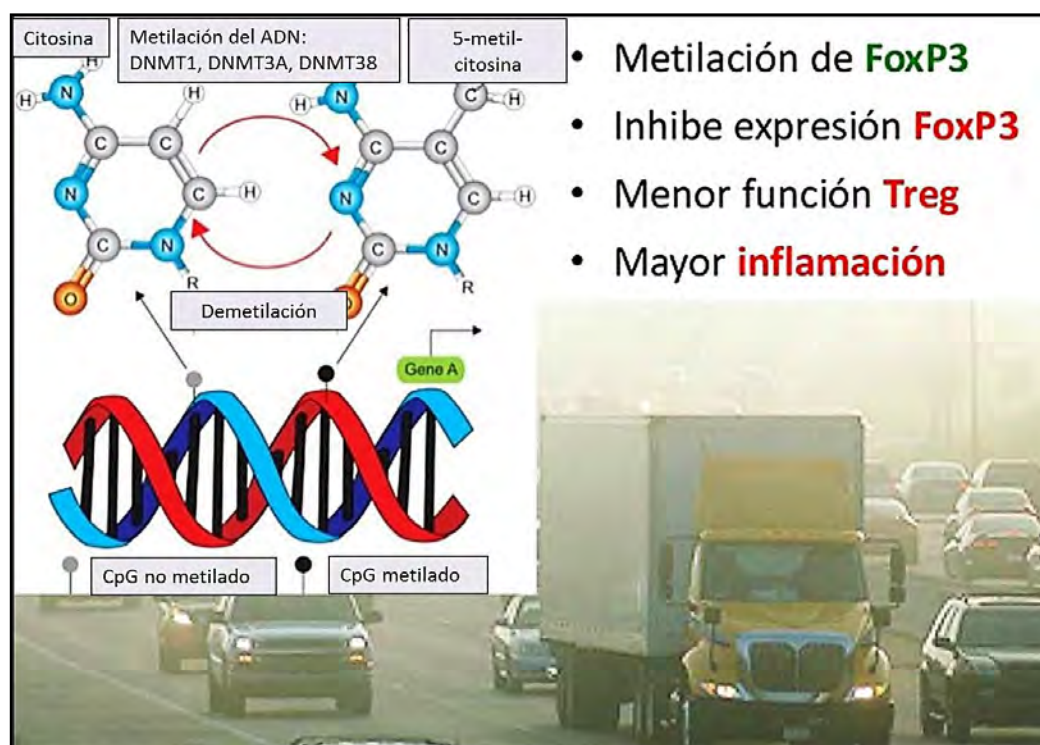 Citosina
Metilación del ADN:
DNMT1, DNMT3A, DNMT38
5-metil-
citosina
H
H
N
H
C
C
N
C
H
C
N
O
R
H
N
C
H
C
C
N
C
H
C
N
O
R
Demetilación
Gene A
CpG no metilado
CpG metilado
• Metilación de FoxP3
• Inhibe expresión FoxP3
• Menor función Treg
• Mayor inflamación